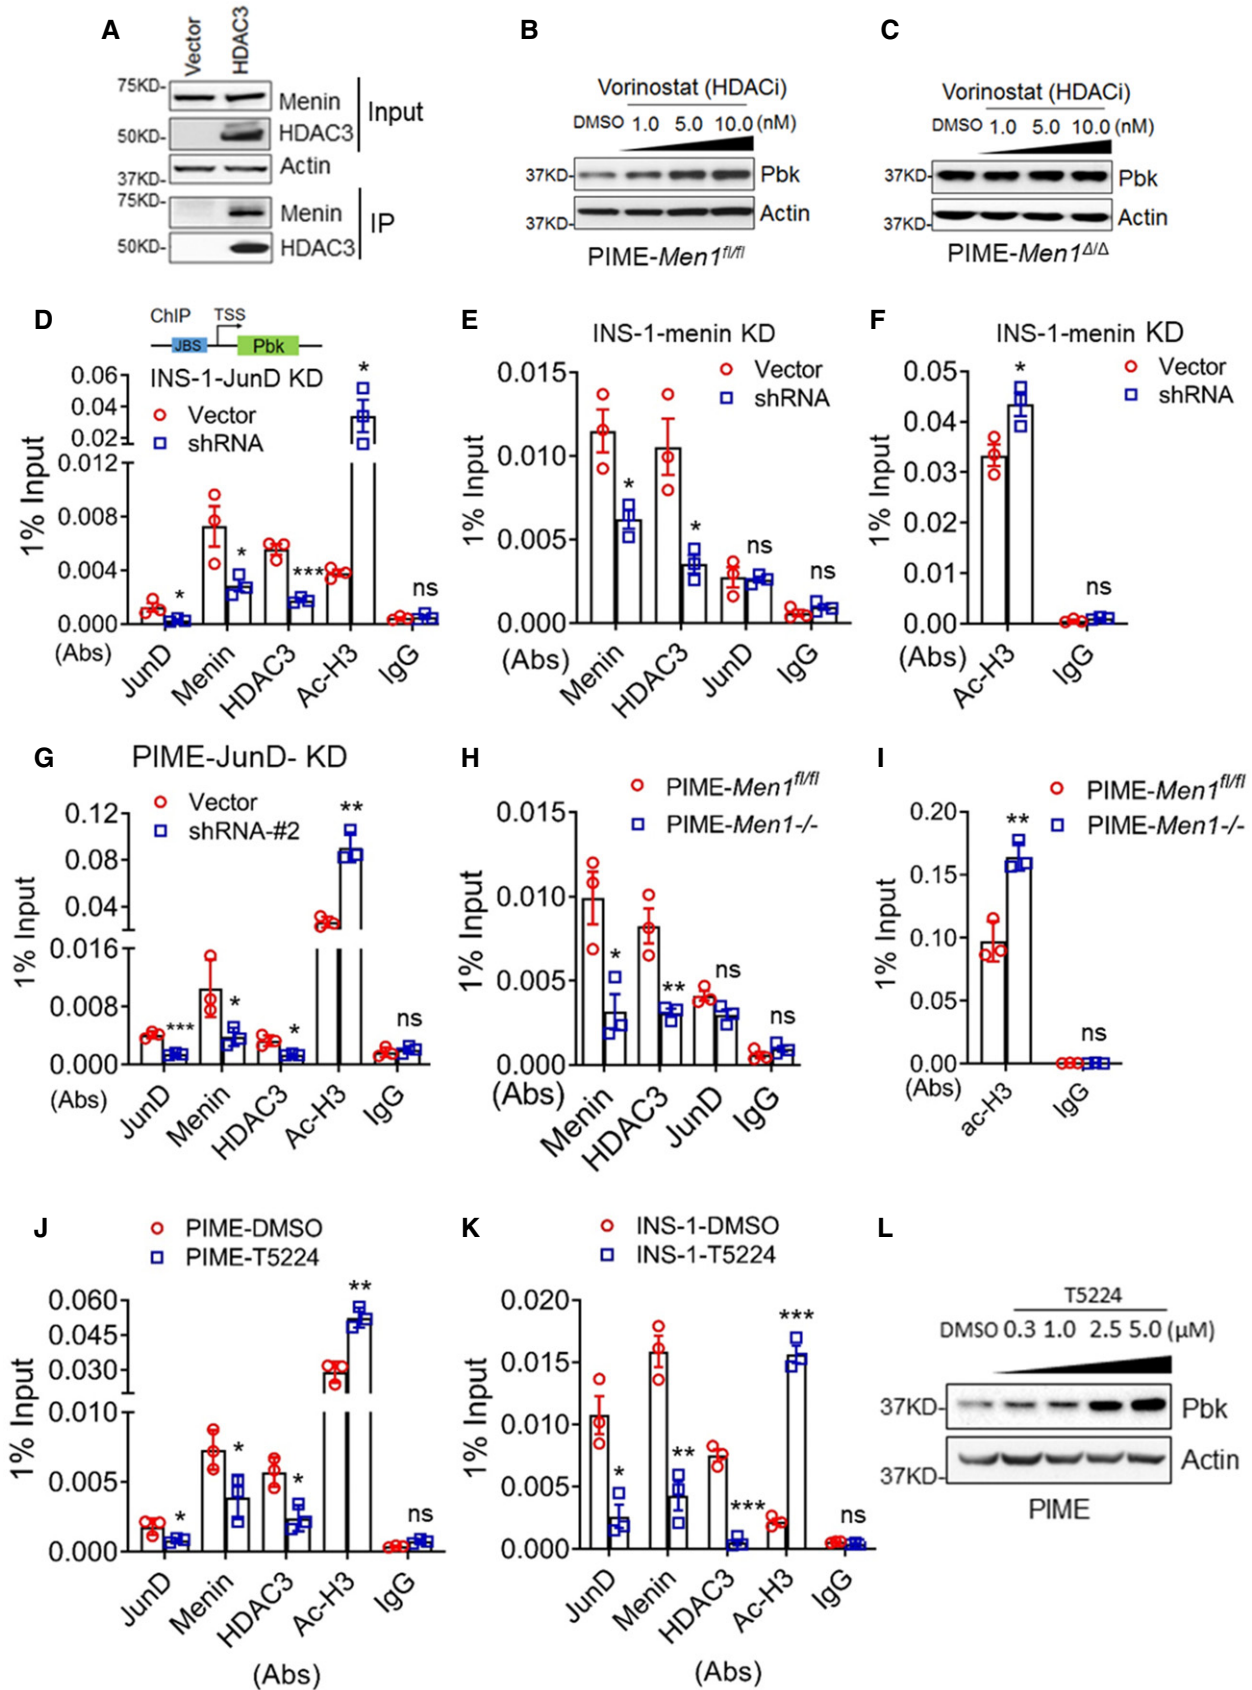 A
Vector
HDAC3
75KD-
Menin
Input
50KD-
HDAC3
Actin
37KD-
75KD-
Menin
IP
50KD-
HDAC3
B
Vorinostat (HDACi)
DMSO 1.0 5.0 10.0 (nM)
37KD-
Pbk
Actin
37KD-
PIME-Men1fl/fl
C
Vorinostat (HDACi)
DMSO 1.0 5.0 10.0 (nM)
37KD-
Pbk
Actin
37KD-
PIME-Men1Δ/Δ
D
ChIP TSS
JBS Pbk
INS-1-JunD KD
Vector
shRNA
1% Input
0.06
0.04
0.02
0.012
0.008
0.004
0.000
* * *** * ns
(Abs)
JunD Menin HDAC3 Ac-H3 IgG
E
INS-1-menin KD
Vector
shRNA
1% Input
0.015
0.010
0.005
0.000
* * ns ns
(Abs)
Menin HDAC3 JunD IgG
F
INS-1-menin KD
Vector
shRNA
1% Input
0.05
0.04
0.03
0.02
0.01
0.00
* ns
(Abs)
Ac-H3 IgG
G
PIME-JunD- KD
Vector
shRNA-#2
1% Input
0.12
0.08
0.04
0.016
0.008
0.000
*** * * ** ns
(Abs)
JunD Menin HDAC3 Ac-H3 IgG
H
PIME-Men1fl/fl
PIME-Men1-/-
1% Input
0.015
0.010
0.005
0.000
* ** ns ns
(Abs)
Menin HDAC3 JunD IgG
I
PIME-Men1fl/fl
PIME-Men1-/-
1% Input
0.20
0.15
0.10
0.05
0.00
** ns
(Abs)
ac-H3 IgG
J
PIME-DMSO
PIME-T5224
1% Input
0.060
0.045
0.030
0.010
0.005
0.000
* * * ** ns
JunD Menin HDAC3 Ac-H3 IgG
(Abs)
K
INS-1-DMSO
INS-1-T5224
1% Input
0.020
0.015
0.010
0.005
0.000
* ** *** *** ns
JunD Menin HDAC3 Ac-H3 IgG
(Abs)
L
T5224
DMSO 0.3 1.0 2.5 5.0 (μM)
37KD-
Pbk
Actin
37KD-
PIME